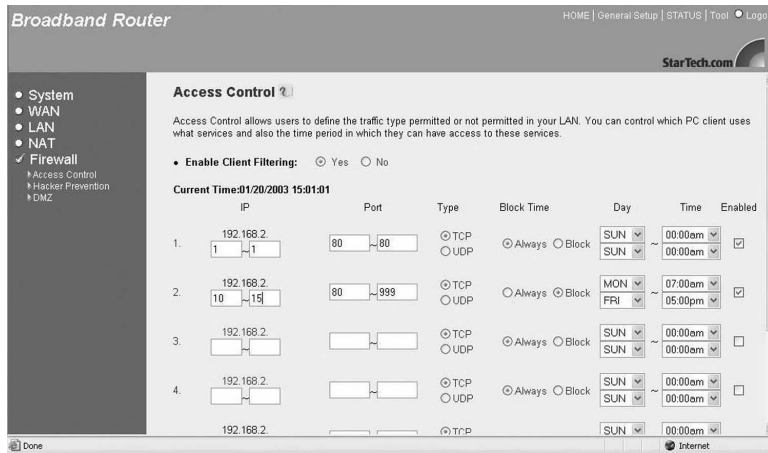 Broadband Router
HOME | General Setup | STATUS | Tool Logo
StarTech.com
System
WAN
LAN
NAT
Firewall
Access Control
Hacker Prevention
DMZ
Access Control
Access Control allows users to define the traffic type permitted or not permitted in your LAN. You can control which PC client uses
what services and also the time period in which they can have access to these services.
Enable Client Filtering: Yes No
Current Time:01/20/2003 15:01:01
IP Port Type Block Time Day Time Enabled
1. 192.168.2. 1 ~ 1 80 ~ 80 TCP UDP Always Block SUN SUN ~ 00:00am 00:00am
2. 192.168.2. 10 ~ 15 80 ~ 999 TCP UDP Always Block MON FRI ~ 07:00am 05:00pm
3. 192.168.2. ~ ~ TCP UDP Always Block SUN SUN ~ 00:00am 00:00am
4. 192.168.2. ~ ~ TCP UDP Always Block SUN SUN ~ 00:00am 00:00am
192.168.2. TCP SUN 00:00am
Done Internet